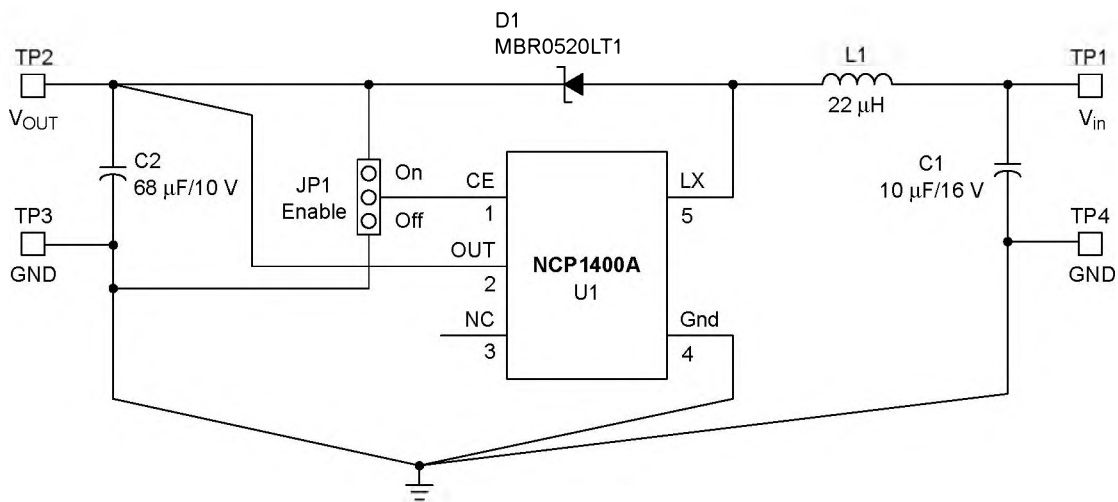 D1
MBR0520LT1
TP2
VOUT
L1
22 µH
TP1
Vin
C2
68 µF/10 V
JP1
Enable
On
Off
CE
1
OUT
2
NC
3
NCP1400A
U1
LX
5
Gnd
4
C1
10 µF/16 V
TP3
GND
TP4
GND